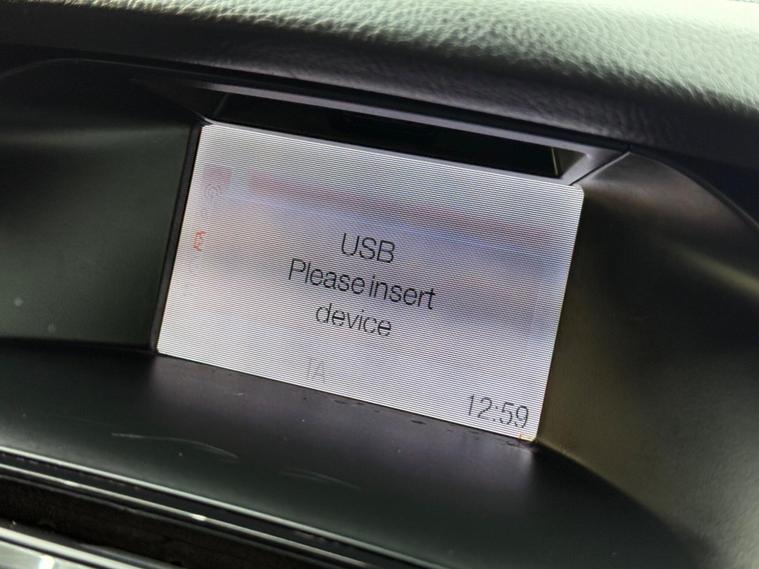 USB
Please insert
device
TA
12:59